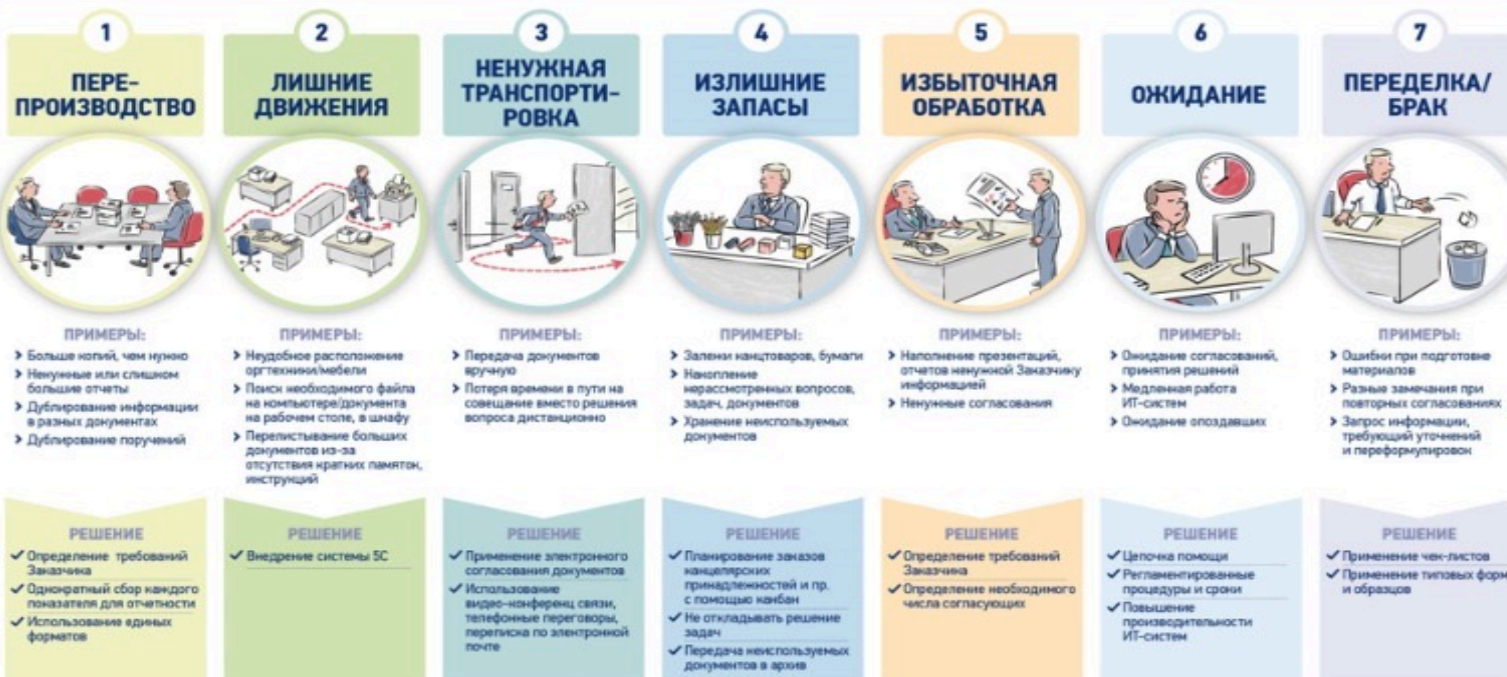 1
ПЕРЕ-
ПРОИЗВОДСТВО
ПРИМЕРЫ:
Больше копий, чем нужно
Ненужные или слишком
большие отчеты
Дублирование информации
в разных документах
Дублирование поручений
РЕШЕНИЕ
Определение требований
Заказчика
Однократный сбор каждого
показателя для отчетности
Использование единых
форматов
2
ЛИШНИЕ
ДВИЖЕНИЯ
ПРИМЕРЫ:
Неудобное расположение
оргтехники/мебели
Поиск необходимого файла
на компьютере/документа
на рабочем столе, в шкафу
Перелистывание больших
документов из-за
отсутствия кратких памяток,
инструкций
РЕШЕНИЕ
Внедрение системы 5С
3
НЕНУЖНАЯ
ТРАНСПОРТИ-
РОВКА
ПРИМЕРЫ:
Передача документов
вручную
Потеря времени в пути на
совещание вместо решения
вопроса дистанционно
РЕШЕНИЕ
Применение электронного
согласования документов
Использование
видео-конференц связи,
телефонные переговоры,
переписка по электронной
почте
4
ИЗЛИШНИЕ
ЗАПАСЫ
ПРИМЕРЫ:
Залежи канцтоваров, бумаги
Накопление
нерассмотренных вопросов,
задач, документов
Хранение неиспользуемых
документов
РЕШЕНИЕ
Планирование заказов
канцелярских
принадлежностей и пр.
с помощью канбан
Не откладывать решение
задач
Передача неиспользуемых
документов в архив
5
ИЗБЫТОЧНАЯ
ОБРАБОТКА
ПРИМЕРЫ:
Наполнение презентаций,
отчетов ненужной Заказчику
информацией
Ненужные согласования
РЕШЕНИЕ
Определение требований
Заказчика
Определение необходимого
числа согласующих
6
ОЖИДАНИЕ
ПРИМЕРЫ:
Ожидание согласований,
принятия решений
Медленная работа
ИТ-систем
Ожидание опоздавших
РЕШЕНИЕ
Цепочка помощи
Регламентированные
процедуры и сроки
Повышение
производительности
ИТ-систем
7
ПЕРЕДЕЛКА/
БРАК
ПРИМЕРЫ:
Ошибки при подготовке
материалов
Разные замечания при
повторных согласованиях
Запрос информации,
требующий уточнений
и переформулировок
РЕШЕНИЕ
Применение чек-листов
Применение типовых форм
и образцов